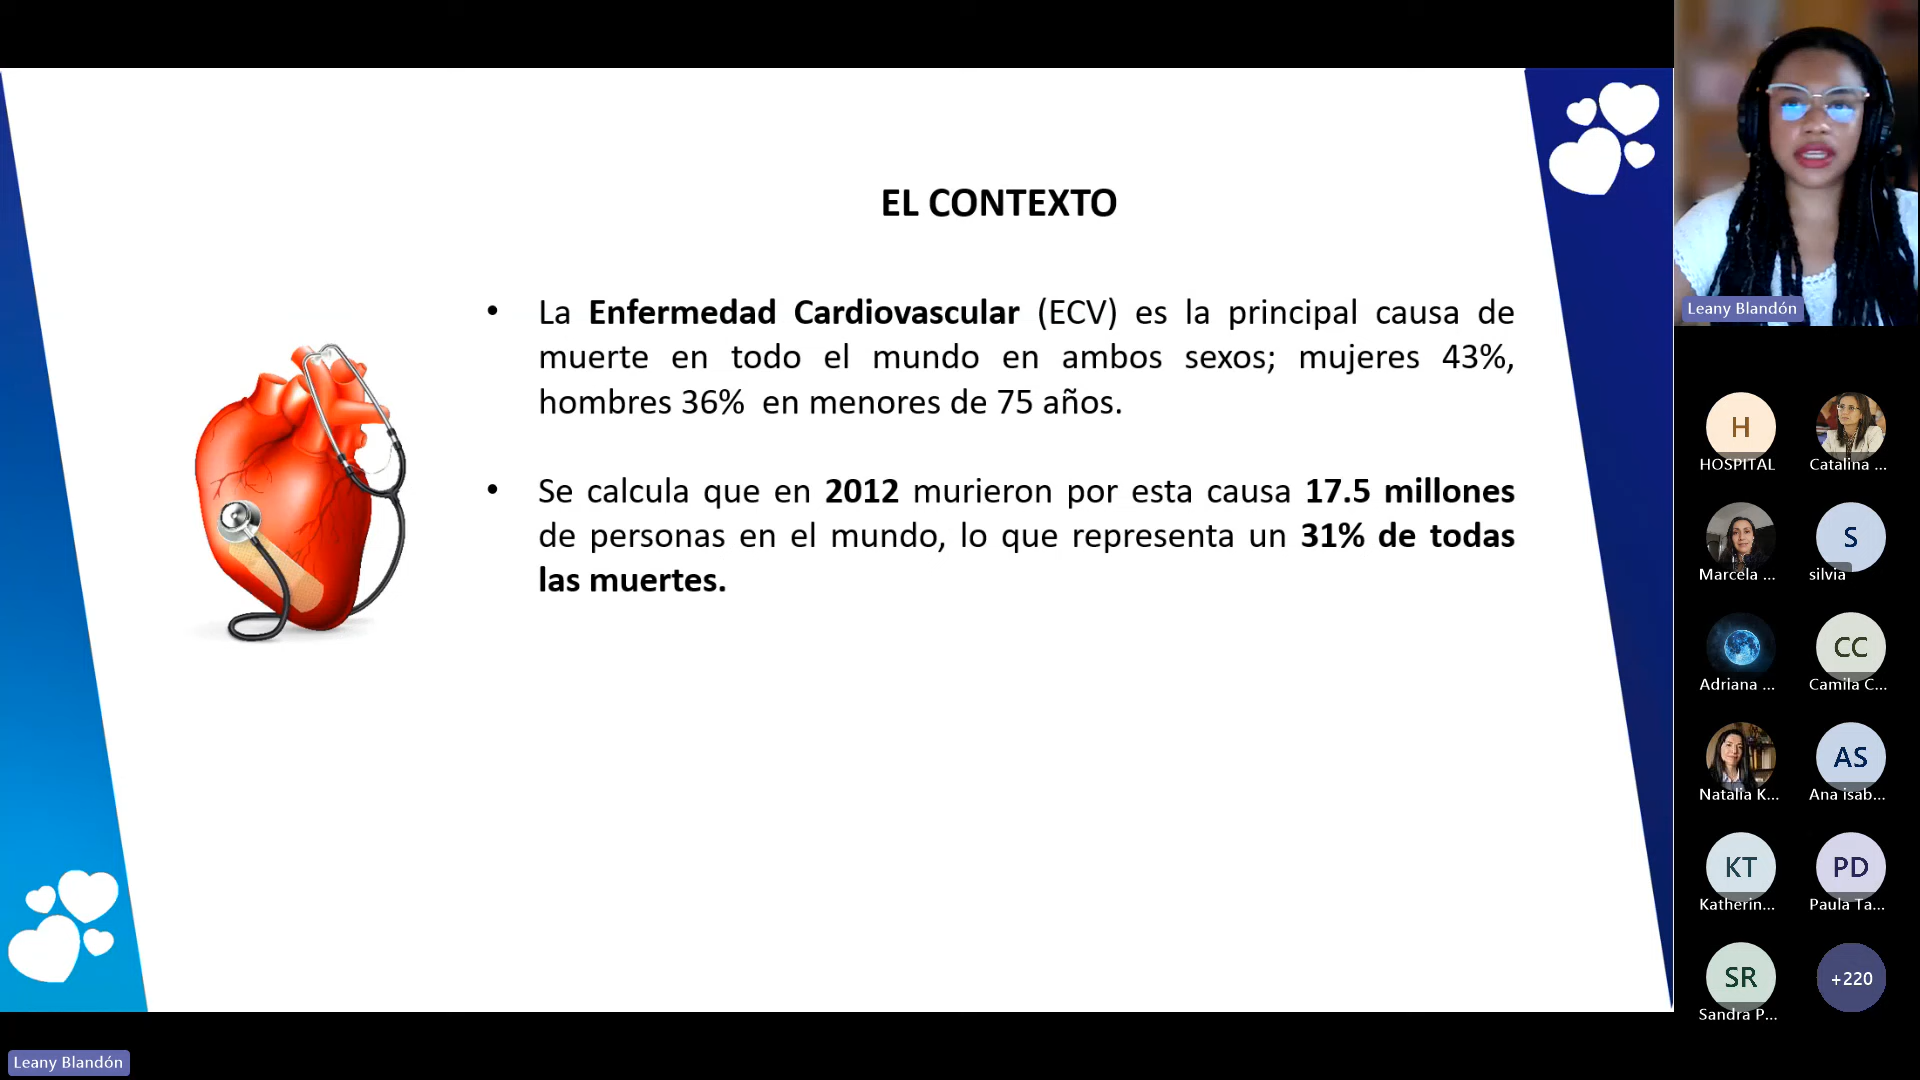 EL CONTEXTO
• La Enfermedad Cardiovascular (ECV) es la principal causa de
muerte en todo el mundo en ambos sexos; mujeres 43%,
hombres 36% en menores de 75 años.
• Se calcula que en 2012 murieron por esta causa 17.5 millones
de personas en el mundo, lo que representa un 31% de todas
las muertes.
Leany Blandón
H
HOSPITAL
Catalina ...
Marcela ...
S
silvia
Adriana ...
CC
Camila C...
Natalia K...
AS
Ana isab...
KT
Katherin...
PD
Paula Ta...
SR
Sandra P...
+220
Leany Blandón